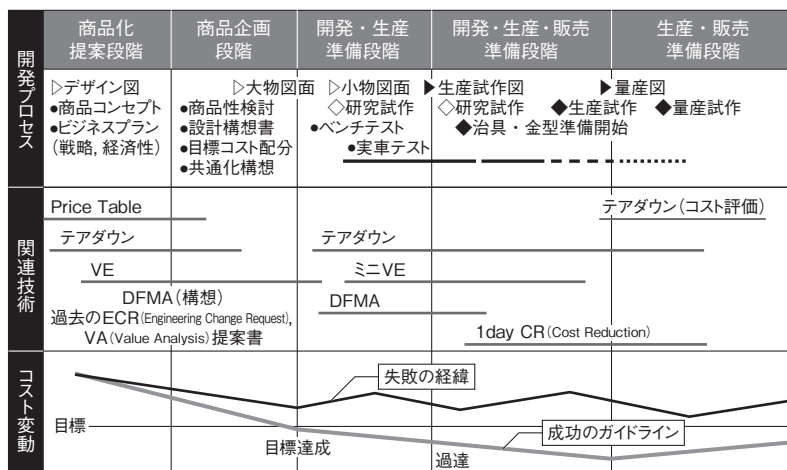 商品化
提案段階
商品企画
段階
開発・生産
準備段階
開発・生産・販売
準備段階
生産・販売
準備段階
開発プロセス
▷デザイン図
●商品コンセプト
●ビジネスプラン
(戦略,経済性)
▷大物図面
●商品性検討
●設計構想書
●目標コスト配分
●共通化構想
▷小物図面
◇研究試作
●ベンチテスト
●実車テスト
▶生産試作図
◇研究試作
◆生産試作
◆治具・金型準備開始
▶量産図
◆量産試作
関連技術
Price Table
テアダウン(コスト評価)
テアダウン
テアダウン
VE
ミニVE
DFMA(構想)
DFMA
過去のECR(Engineering Change Request),
VA(Value Analysis)提案書
1day CR(Cost Reduction)
コスト変動
失敗の経緯
目標
目標達成
成功のガイドライン
過達